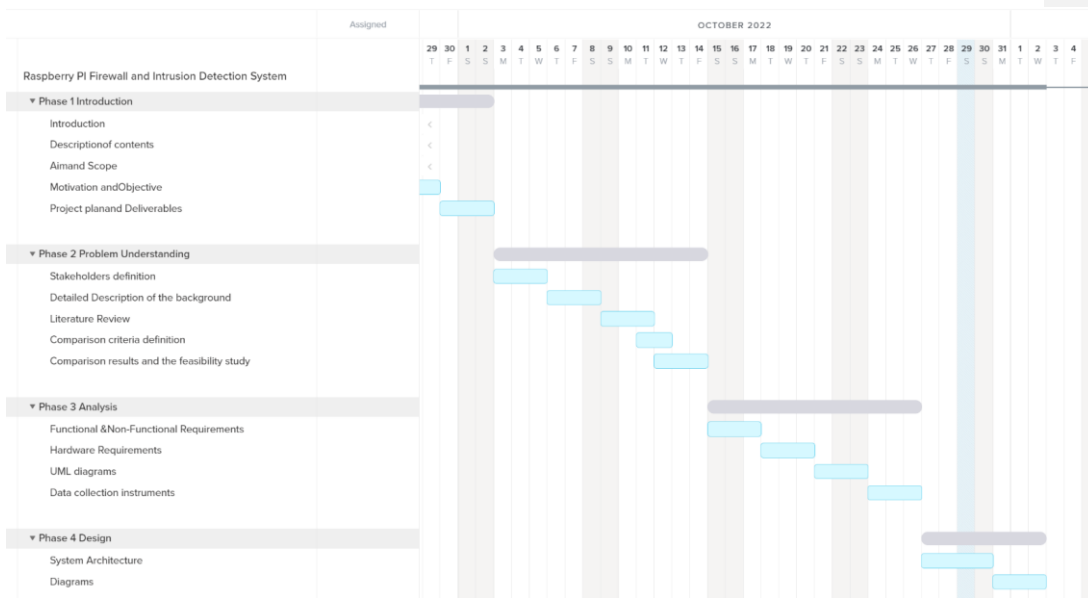 Assigned
OCTOBER 2022
29 30 1 2 3 4 5 6 7 8 9 10 11 12 13 14 15 16 17 18 19 20 21 22 23 24 25 26 27 28 29 30 31 1 2 3 4
T F S S M T W T F S S M T W T F S S M T W T F S S M T W T F S S M T W T F
Raspberry PI Firewall and Intrusion Detection System
▼ Phase 1 Introduction
Introduction <
Descriptionof contents <
Aimand Scope <
Motivation andObjective
Project planand Deliverables
▼ Phase 2 Problem Understanding
Stakeholders definition
Detailed Description of the background
Literature Review
Comparison criteria definition
Comparison results and the feasibility study
▼ Phase 3 Analysis
Functional &Non-Functional Requirements
Hardware Requirements
UML diagrams
Data collection instruments
▼ Phase 4 Design
System Architecture
Diagrams